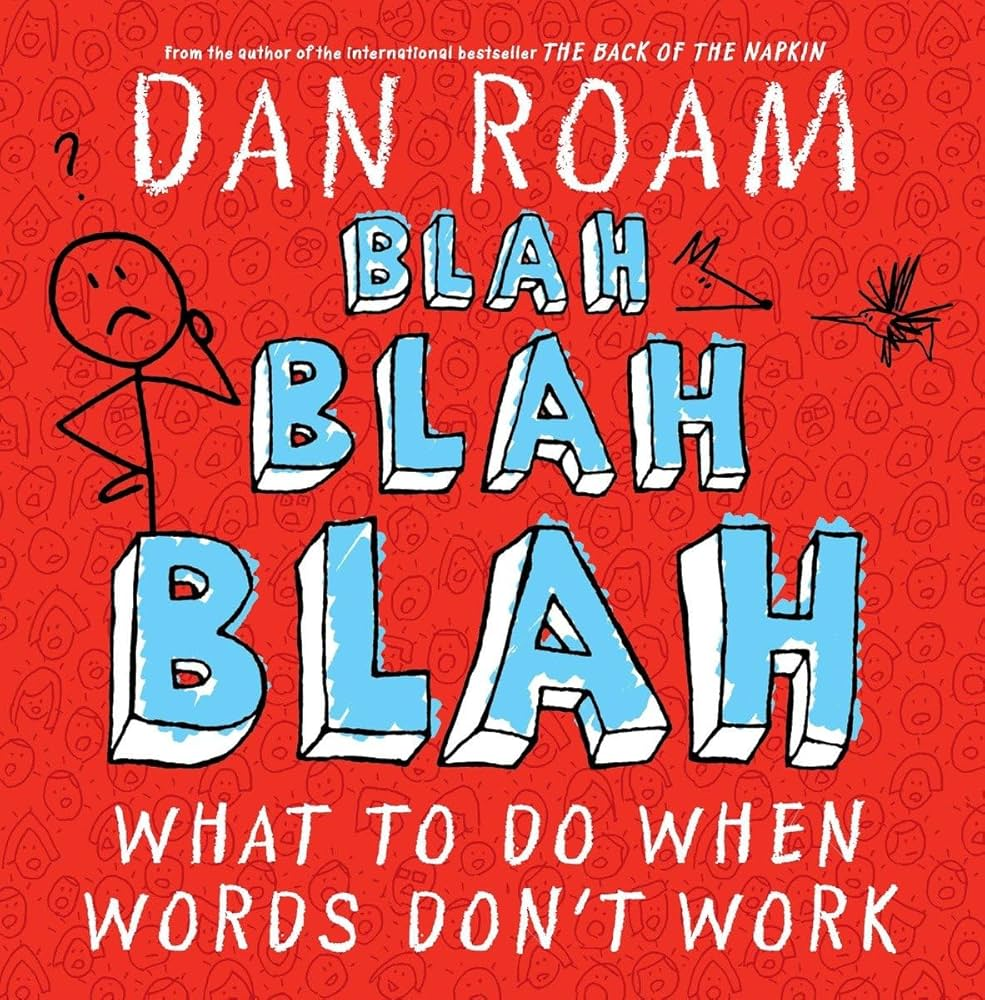 From the author of the international bestseller THE BACK OF THE NAPKIN
DAN ROAM
?
BLAH
BLAH
BLAH
WHAT TO DO WHEN
WORDS DON'T WORK